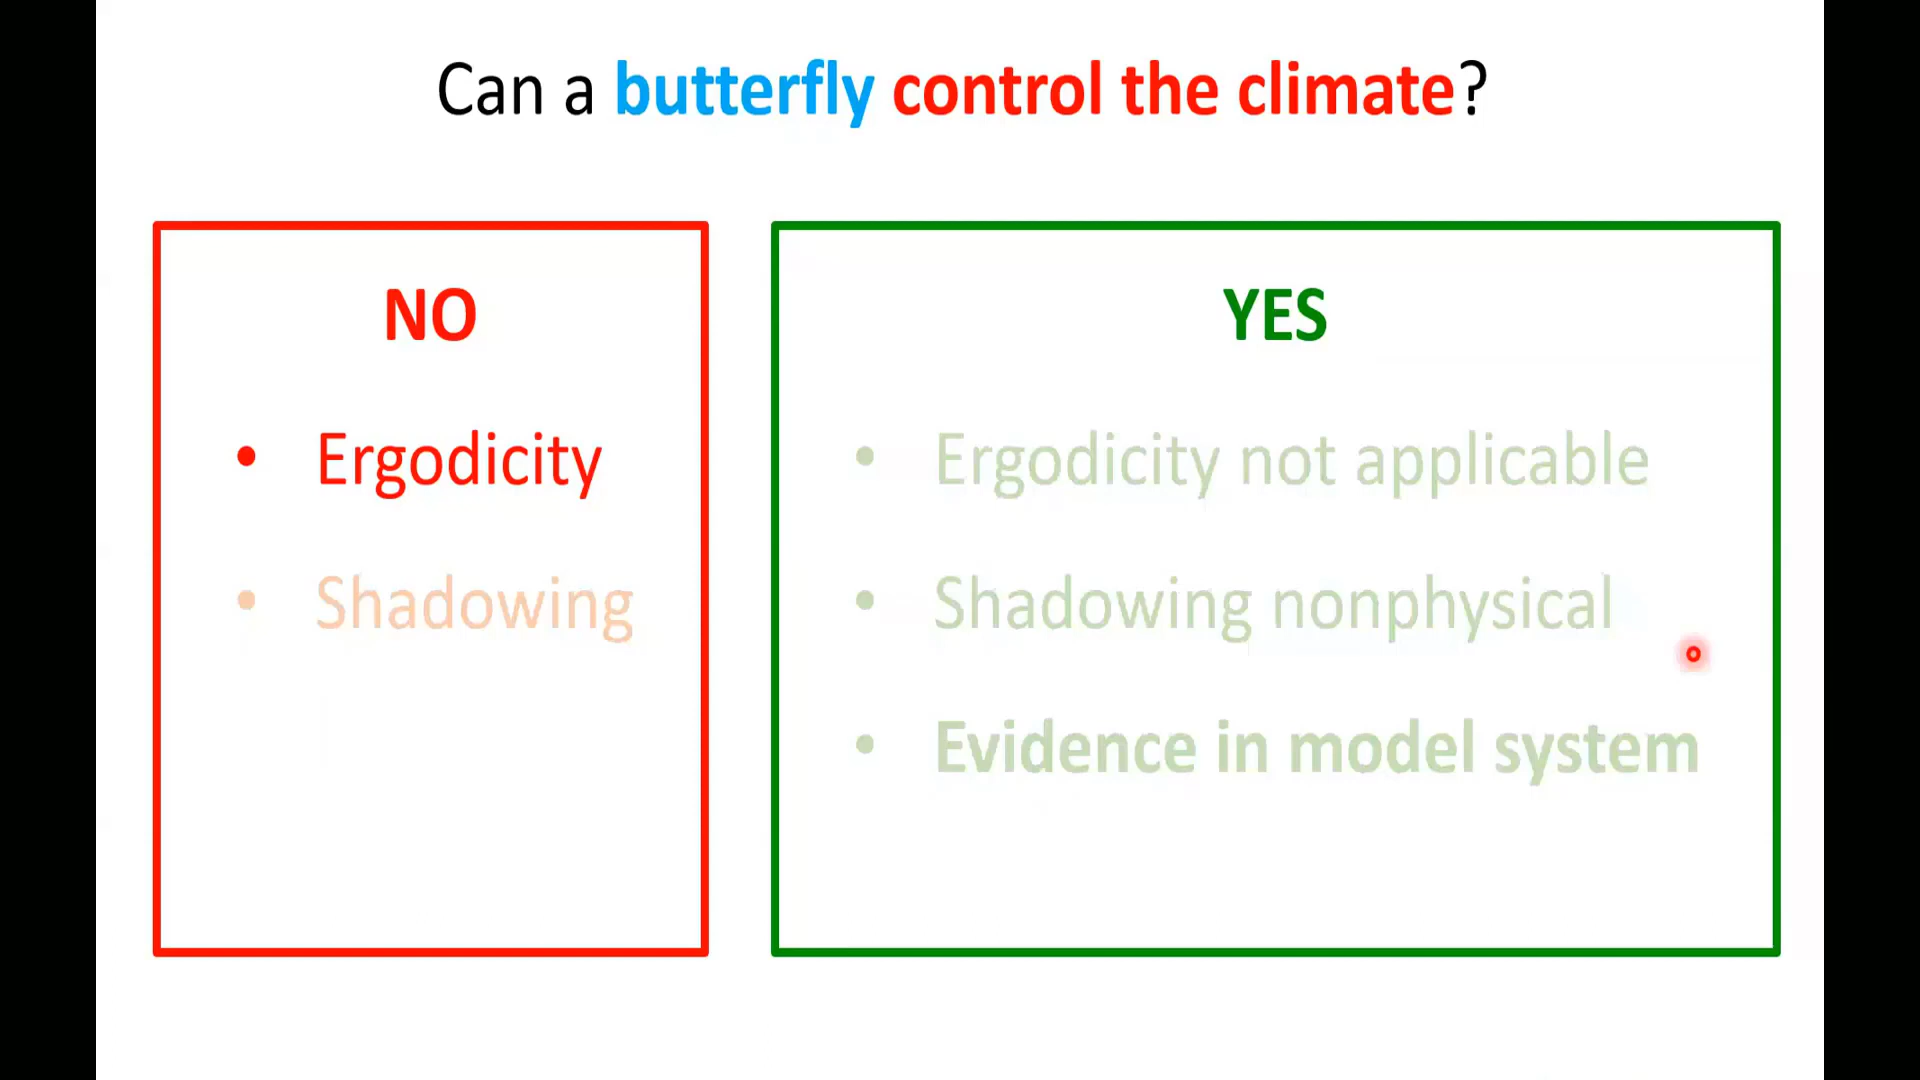 Can a butterfly control the climate?
NO
• Ergodicity
• Shadowing
YES
• Ergodicity not applicable
• Shadowing nonphysical
• Evidence in model system